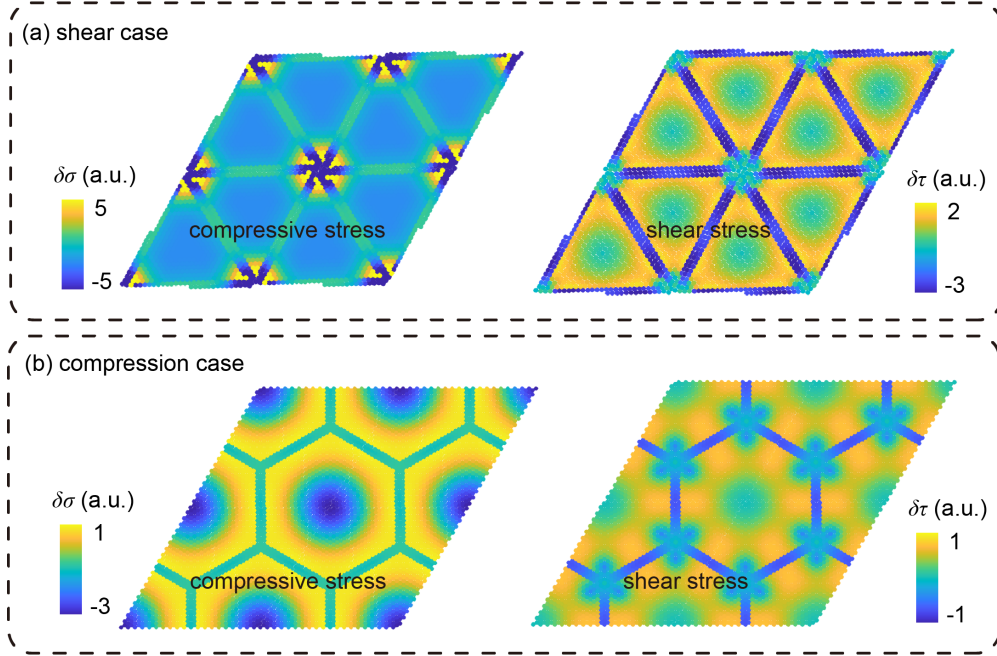 (a) shear case
δσ (a.u.)
5
-5
compressive stress
δτ (a.u.)
2
-3
shear stress
(b) compression case
δσ (a.u.)
1
-3
compressive stress
δτ (a.u.)
1
-1
shear stress